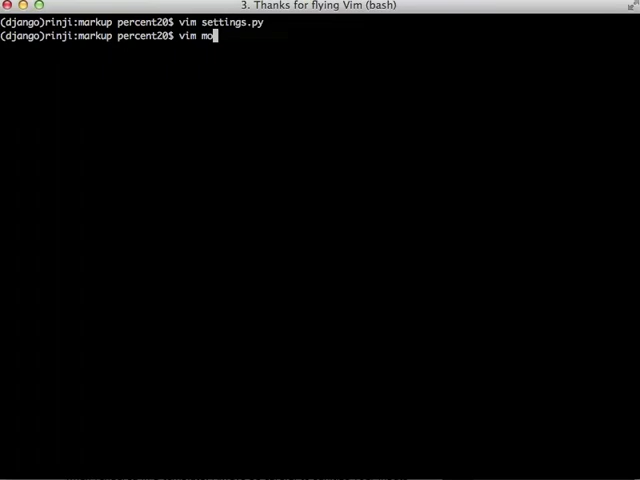 3. Thanks for flying Vim (bash)
(django)rinji:markup percent20$ vim settings.py
(django)rinji:markup percent20$ vim mo